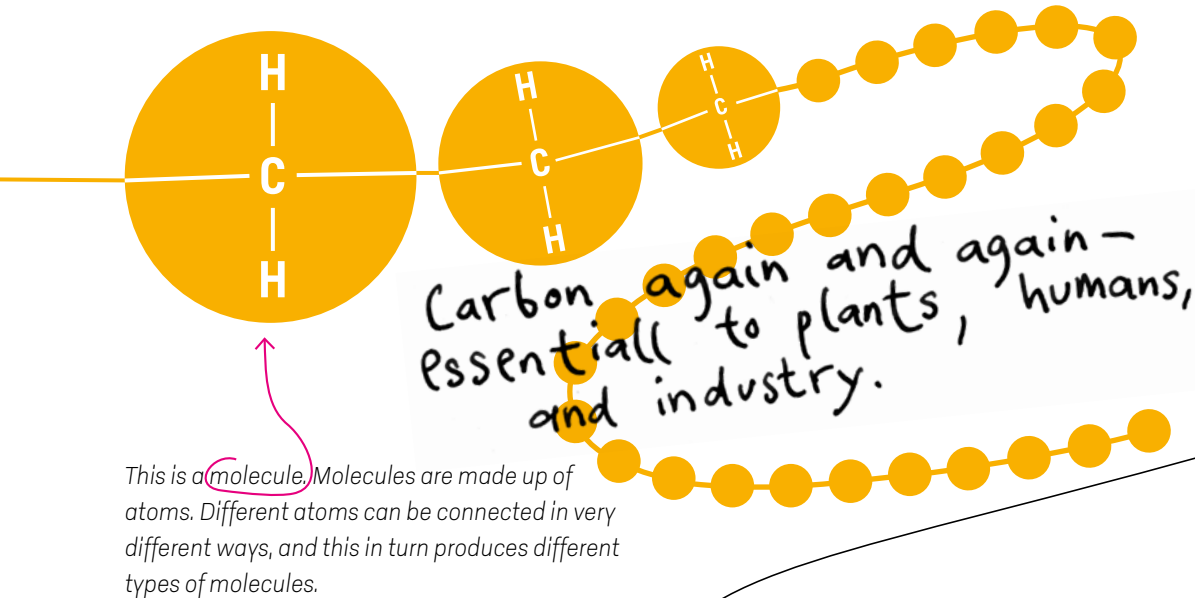 H
C
H
H
C
H
H
C
H
Carbon again and again –
essentiall to plants, humans,
and industry.
This is a molecule. Molecules are made up of
atoms. Different atoms can be connected in very
different ways, and this in turn produces different
types of molecules.